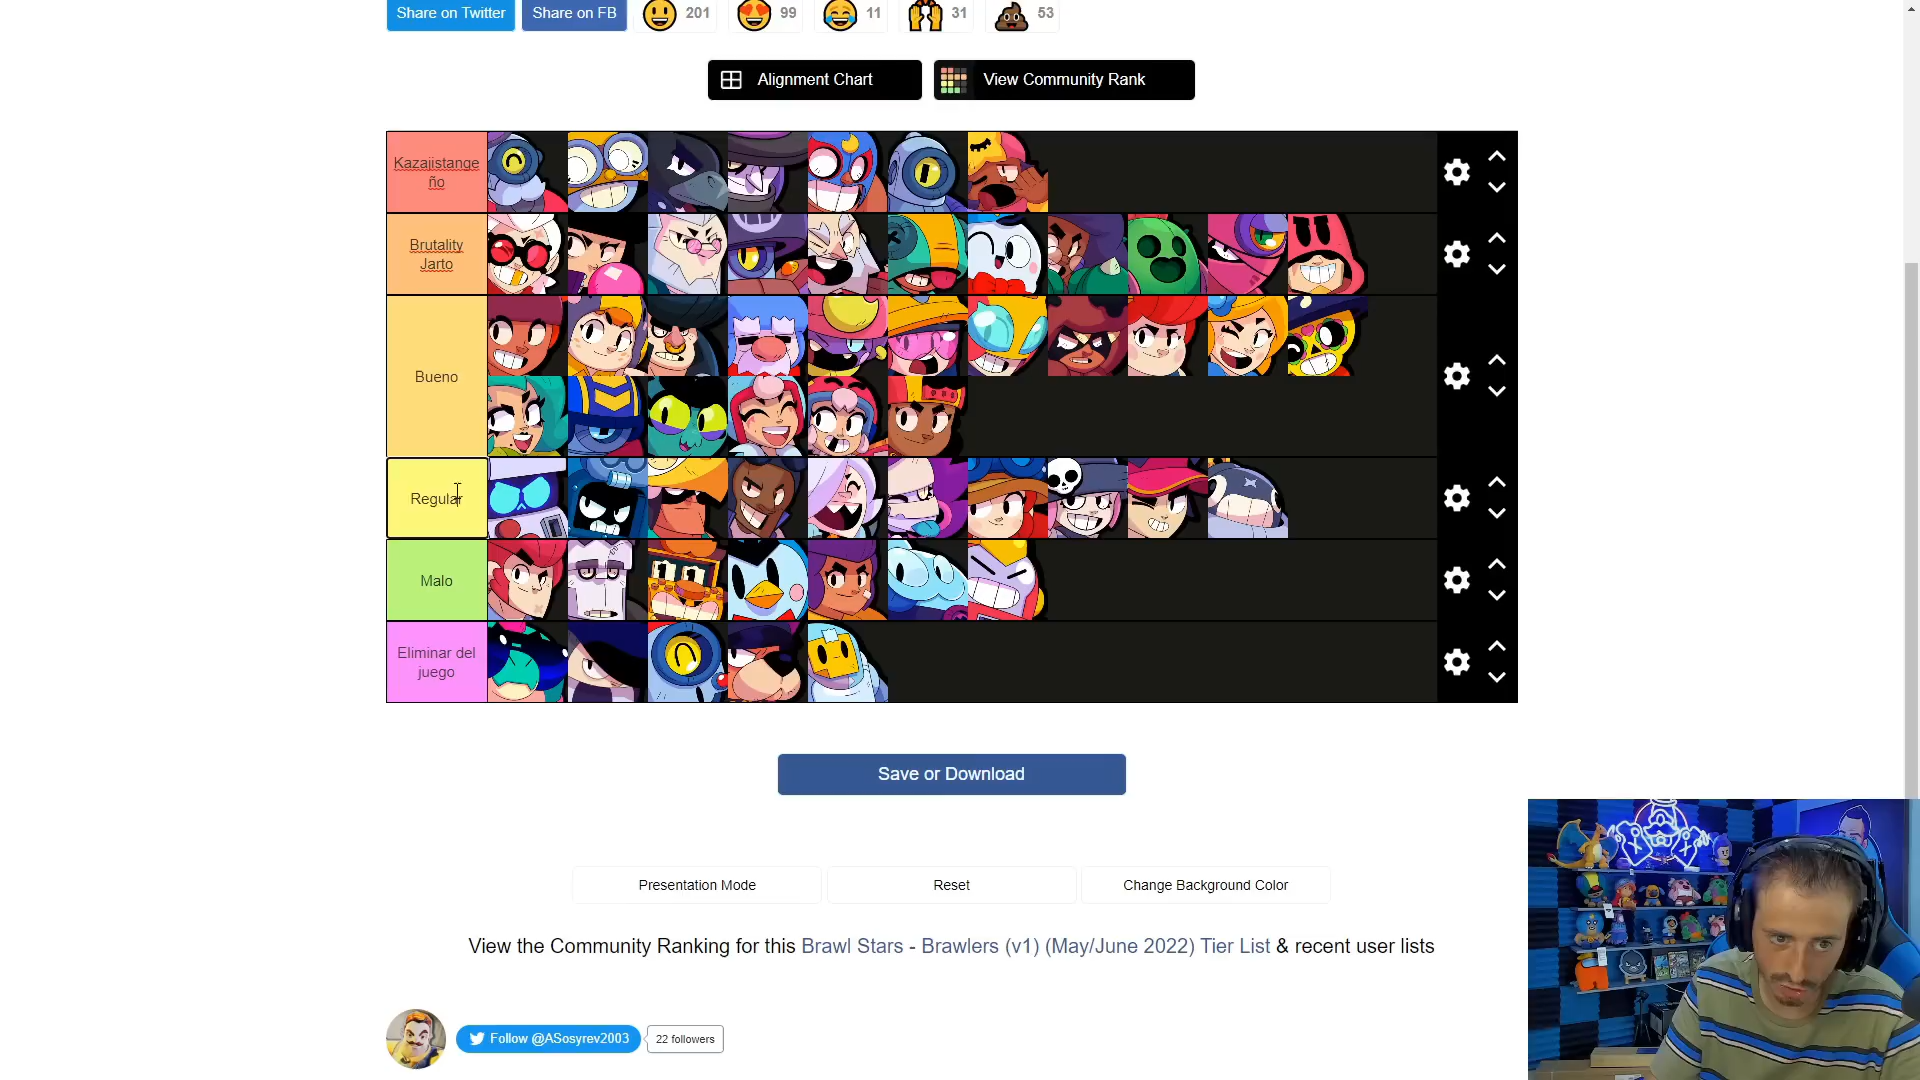 Share on Twitter Share on FB 201 99 11 31 53
Alignment Chart View Community Rank
Kazajistange
ño
Brutality
Jarto
Bueno
Regular
Malo
Eliminar del
juego
Save or Download
Presentation Mode Reset Change Background Color
View the Community Ranking for this Brawl Stars - Brawlers (v1) (May/June 2022) Tier List & recent user lists
Follow @ASosyrev2003 22 followers